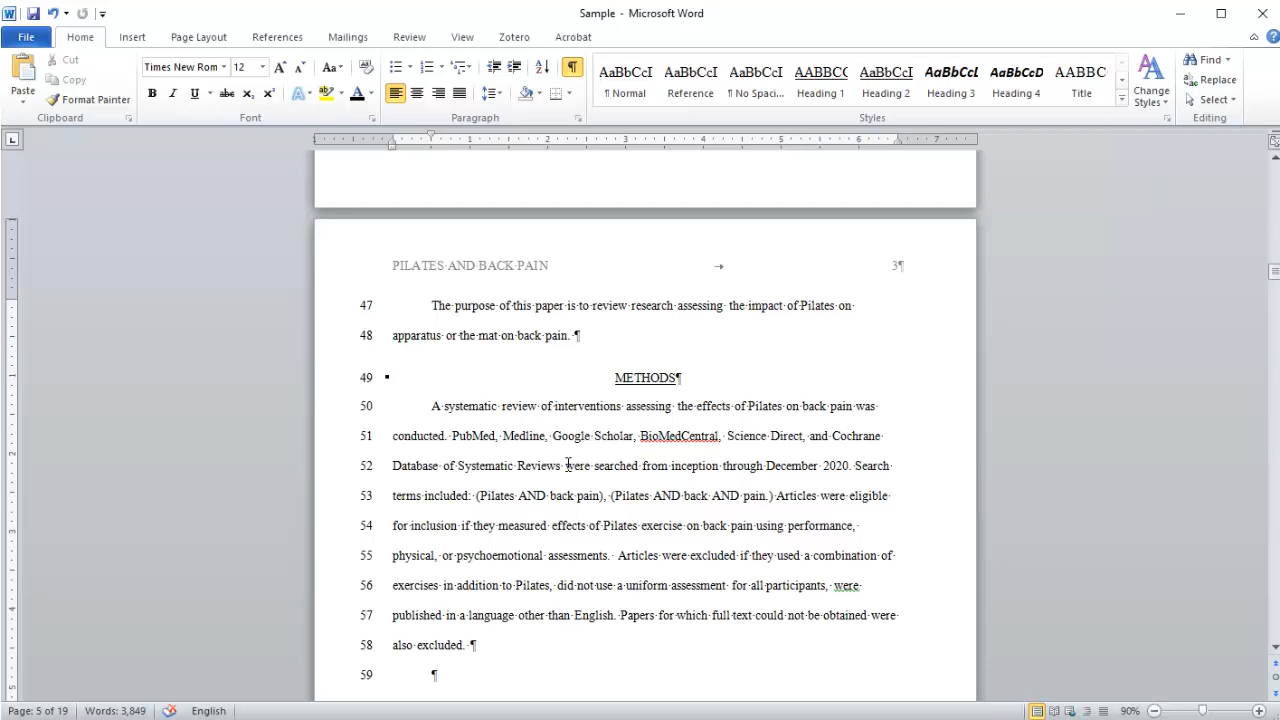 Sample - Microsoft Word
File Home Insert Page Layout References Mailings Review View Zotero Acrobat
Paste
Cut
Copy
Format Painter
Clipboard
Times New Rom 12
Font
Paragraph
AaBbCcI AaBbCcI AaBbCcI AABBC AaBbCcI AaBbCcL AaBbCcD AABBC
¶ Normal Reference ¶ No Spaci... Heading 1 Heading 2 Heading 3 Heading 4 Title
Styles
Change Styles
Find
Replace
Select
Editing
PILATES AND BACK PAIN 3¶
47 The purpose of this paper is to review research assessing the impact of Pilates on
48 apparatus or the mat on back pain. ¶
49 METHODS¶
50 A systematic review of interventions assessing the effects of Pilates on back pain was
51 conducted. PubMed, Medline, Google Scholar, BioMedCentral, Science Direct, and Cochrane
52 Database of Systematic Reviews were searched from inception through December 2020. Search
53 terms included: (Pilates AND back pain), (Pilates AND back AND pain.) Articles were eligible
54 for inclusion if they measured effects of Pilates exercise on back pain using performance,
55 physical, or psychoemotional assessments. Articles were excluded if they used a combination of
56 exercises in addition to Pilates, did not use a uniform assessment for all participants, were
57 published in a language other than English. Papers for which full text could not be obtained were
58 also excluded. ¶
59 ¶
Page: 5 of 19 Words: 3,849 English 90%